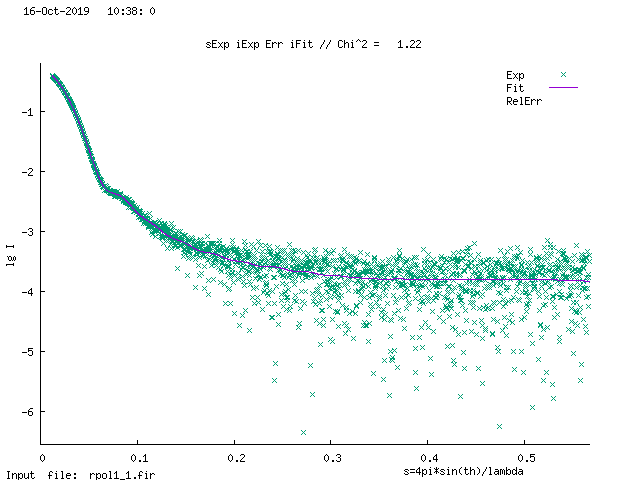 16-Oct-2019 10:38: 0
sExp iExp Err iFit // Chi^2 = 1.22
Exp
Fit
RelErr
-1
-2
-3
-4
-5
-6
lg I
0 0.1 0.2 0.3 0.4 0.5
s=4pi*sin(th)/lambda
Input file: rpol1_1.fir